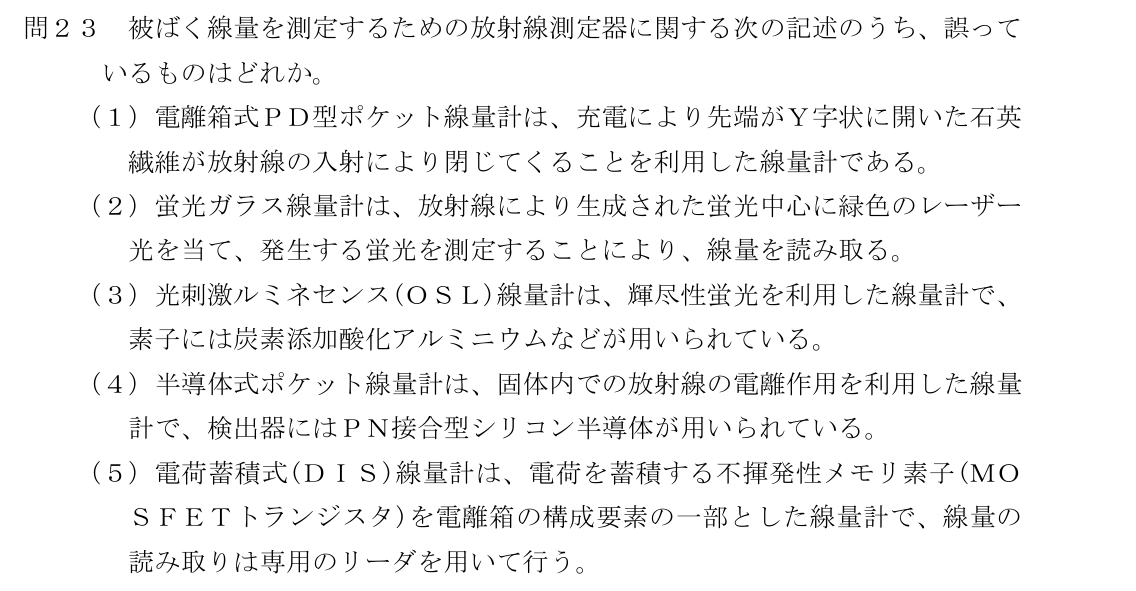 問２３　被ばく線量を測定するための放射線測定器に関する次の記述のうち、誤って
いるものはどれか。
（１）電離箱式ＰＤ型ポケット線量計は、充電により先端がＹ字状に開いた石英
繊維が放射線の入射により閉じてくることを利用した線量計である。
（２）蛍光ガラス線量計は、放射線により生成された蛍光中心に緑色のレーザー
光を当て、発生する蛍光を測定することにより、線量を読み取る。
（３）光刺激ルミネセンス（ＯＳＬ）線量計は、輝尽性蛍光を利用した線量計で、
素子には炭素添加酸化アルミニウムなどが用いられている。
（４）半導体式ポケット線量計は、固体内での放射線の電離作用を利用した線量
計で、検出器にはＰＮ接合型シリコン半導体が用いられている。
（５）電荷蓄積式（ＤＩＳ）線量計は、電荷を蓄積する不揮発性メモリ素子（ＭＯ
ＳＦＥＴトランジスタ）を電離箱の構成要素の一部とした線量計で、線量の
読み取りは専用のリーダを用いて行う。